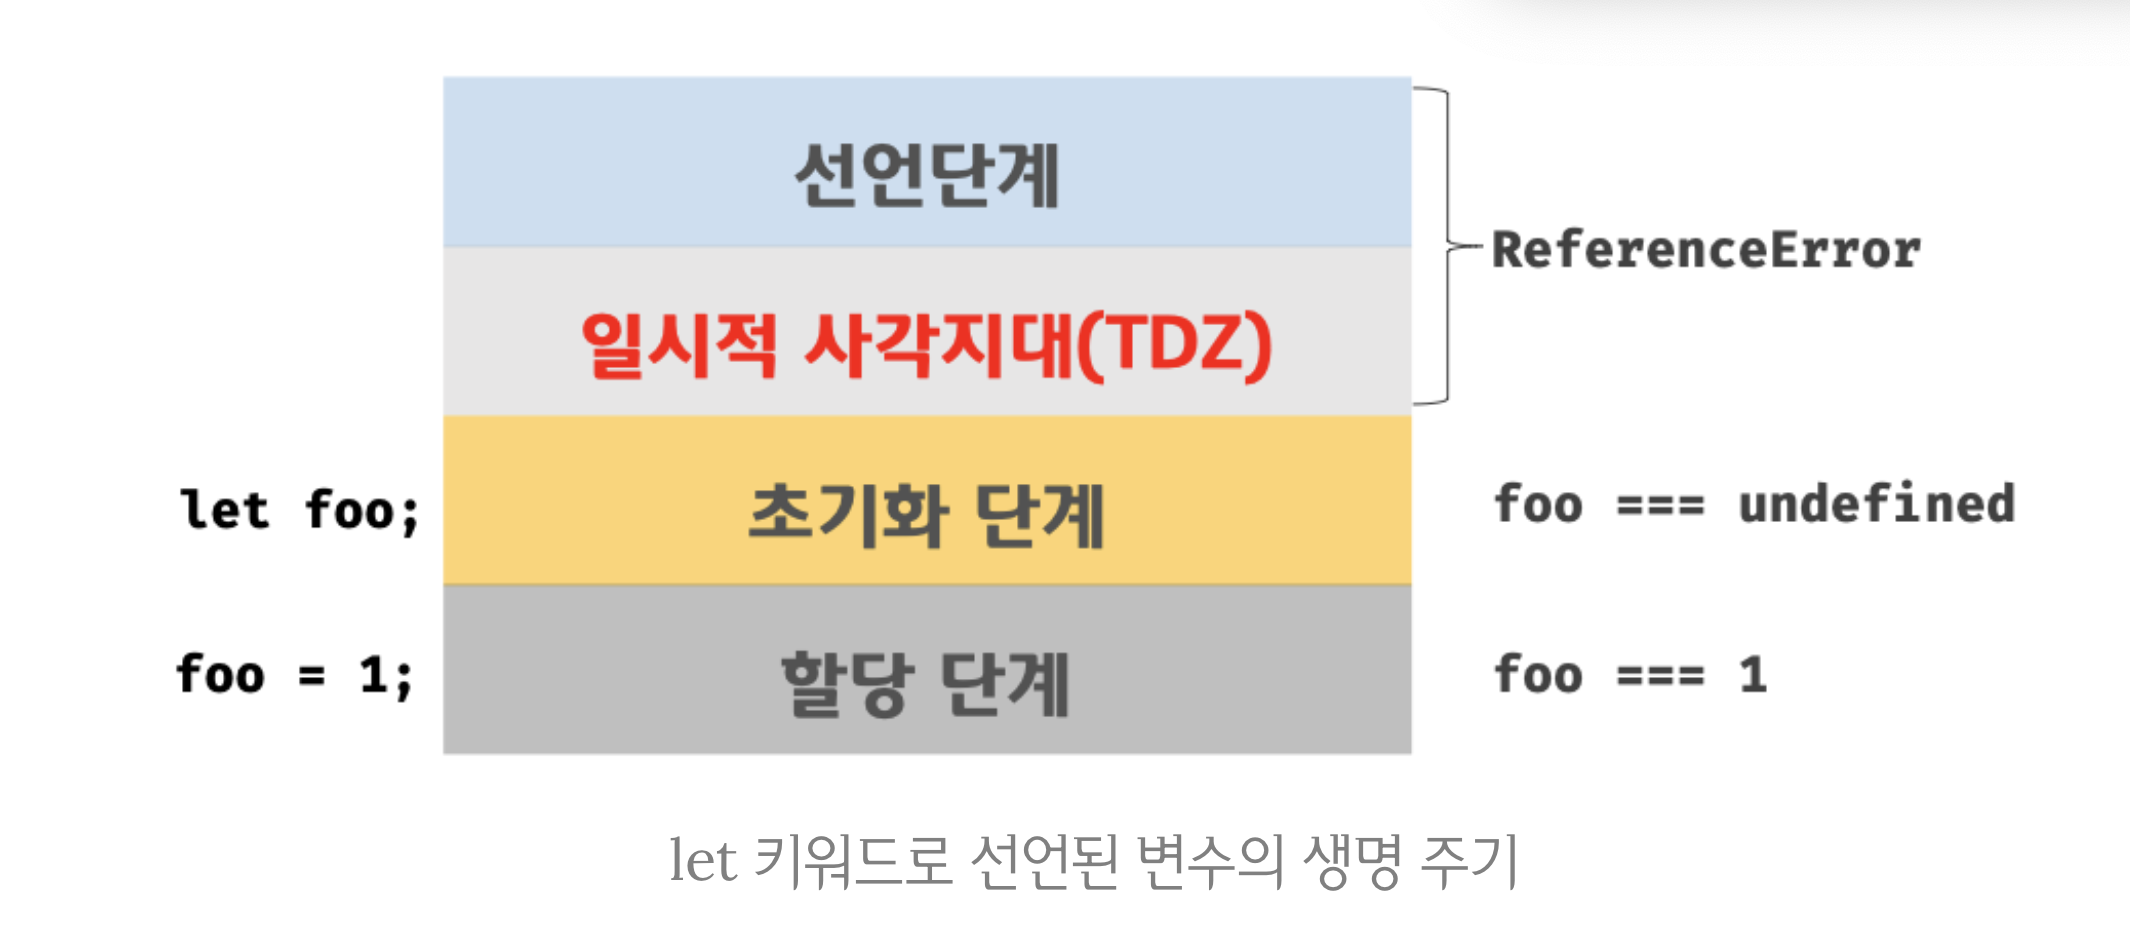 선언단계
ReferenceError
일시적 사각지대(TDZ)
let foo;
초기화 단계
foo === undefined
foo = 1;
할당 단계
foo === 1
let 키워드로 선언된 변수의 생명 주기